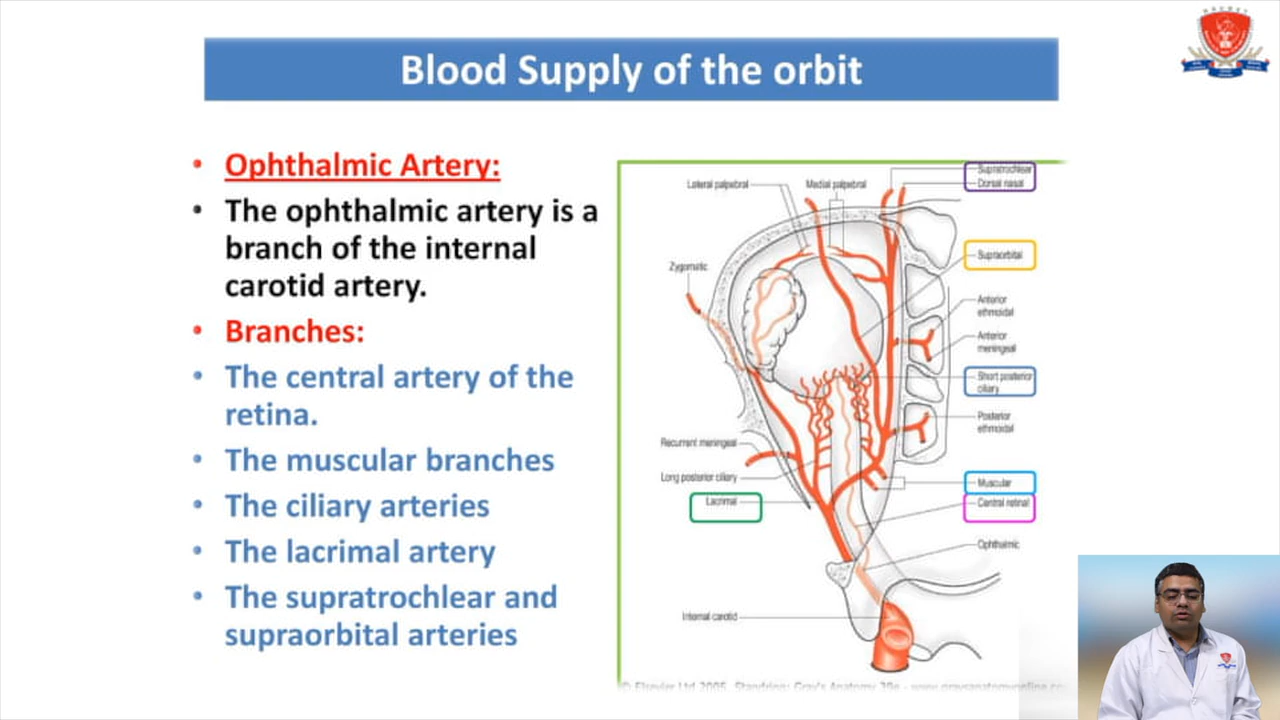 Blood Supply of the orbit
• Ophthalmic Artery:
• The ophthalmic artery is a
branch of the internal
carotid artery.
• Branches:
• The central artery of the
retina.
• The muscular branches
• The ciliary arteries
• The lacrimal artery
• The supratrochlear and
supraorbital arteries
Lateral palpebral
Medial palpebral
Supratrochlear
Dorsal nasal
Zygomatic
Supraorbital
Anterior
ethmoidal
Anterior
meningeal
Short posterior
ciliary
Posterior
ethmoidal
Recurrent meningeal
Long posterior ciliary
Lacrimal
Muscular
Central retinal
Ophthalmic
Internal carotid
© Elsevier Ltd 2005. Standring: Gray's Anatomy 39e - www.graysanatomyonline.co